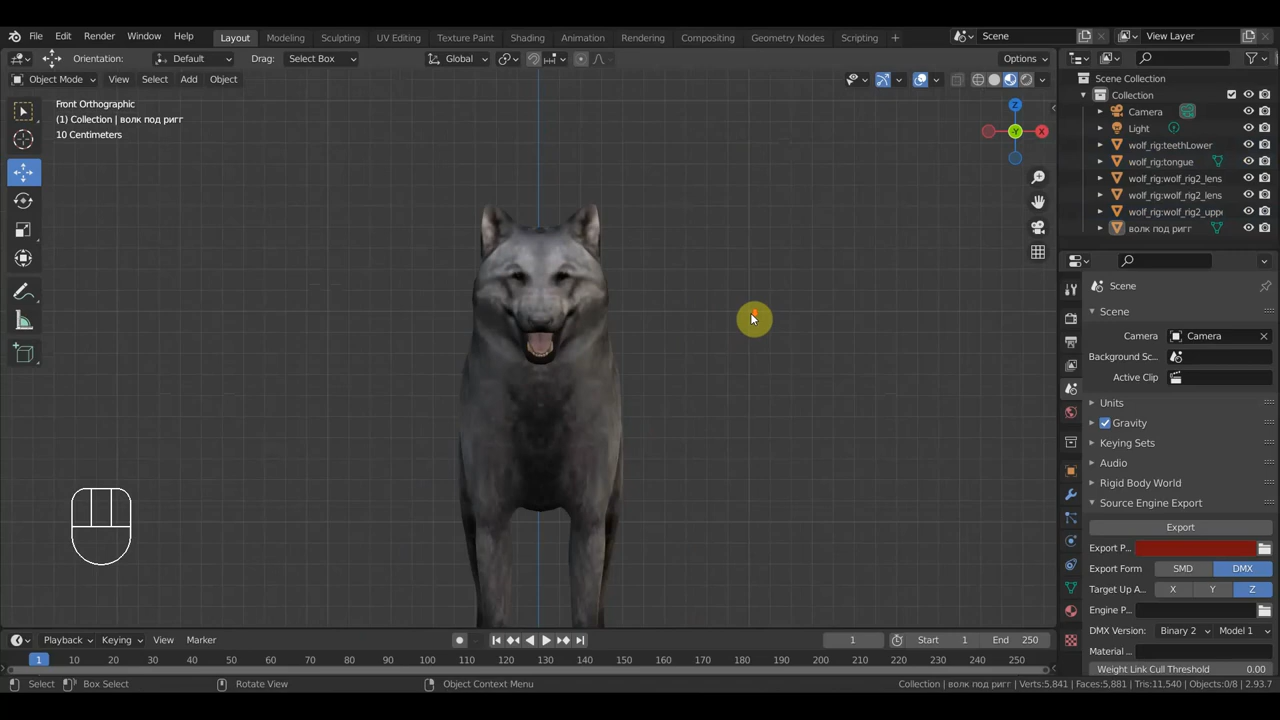 File Edit Render Window Help Layout Modeling Sculpting UV Editing Texture Paint Shading Animation Rendering Compositing Geometry Nodes Scripting + Scene View Layer
Orientation: Default Drag: Select Box Global Options
Object Mode View Select Add Object
Front Orthographic
(1) Collection | волк под ригг
10 Centimeters
Z
-Y
X
Scene Collection
Collection
Camera
Light
wolf_rig:teethLower
wolf_rig:tongue
wolf_rig:wolf_rig2_lens
wolf_rig:wolf_rig2_lens
wolf_rig:wolf_rig2_uppe
волк под ригг
Scene
Scene
Camera Camera
Background Sc...
Active Clip
Units
Gravity
Keying Sets
Audio
Rigid Body World
Source Engine Export
Export
Export P...
Export Form SMD DMX
Target Up A... X Y Z
Engine P...
DMX Version: Binary 2 Model 1
Material ...
Weight Link Cull Threshold 0.00
Playback Keying View Marker 1 Start 1 End 250
1 10 20 30 40 50 60 70 80 90 100 110 120 130 140 150 160 170 180 190 200 210 220 230 240 250
Select Box Select Rotate View Object Context Menu Collection | волк под ригг | Verts:5,841 | Faces:5,881 | Tris:11,540 | Objects:0/8 | 2.93.7